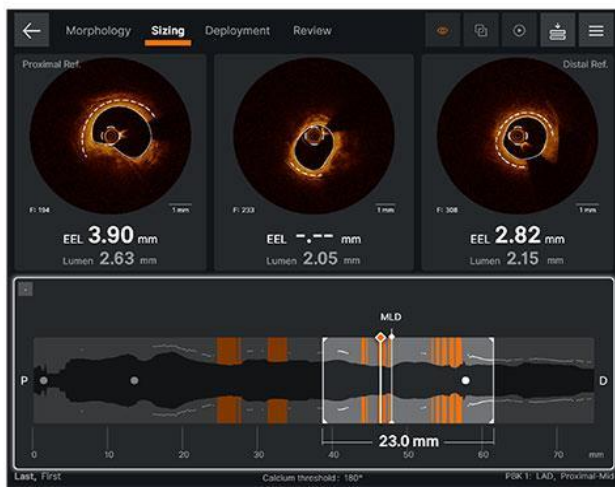 Morphology Sizing Deployment Review
Proximal Ref. Distal Ref.
F: 194 1 mm F: 233 1 mm F: 308 1 mm
EEL 3.90 mm EEL -.-- mm EEL 2.82 mm
Lumen 2.63 mm Lumen 2.05 mm Lumen 2.15 mm
MLD
P D
23.0 mm
0 10 20 30 40 50 60 70 mm
Last, First Calcium threshold: 180° PBK 1: LAD, Proximal-Mid